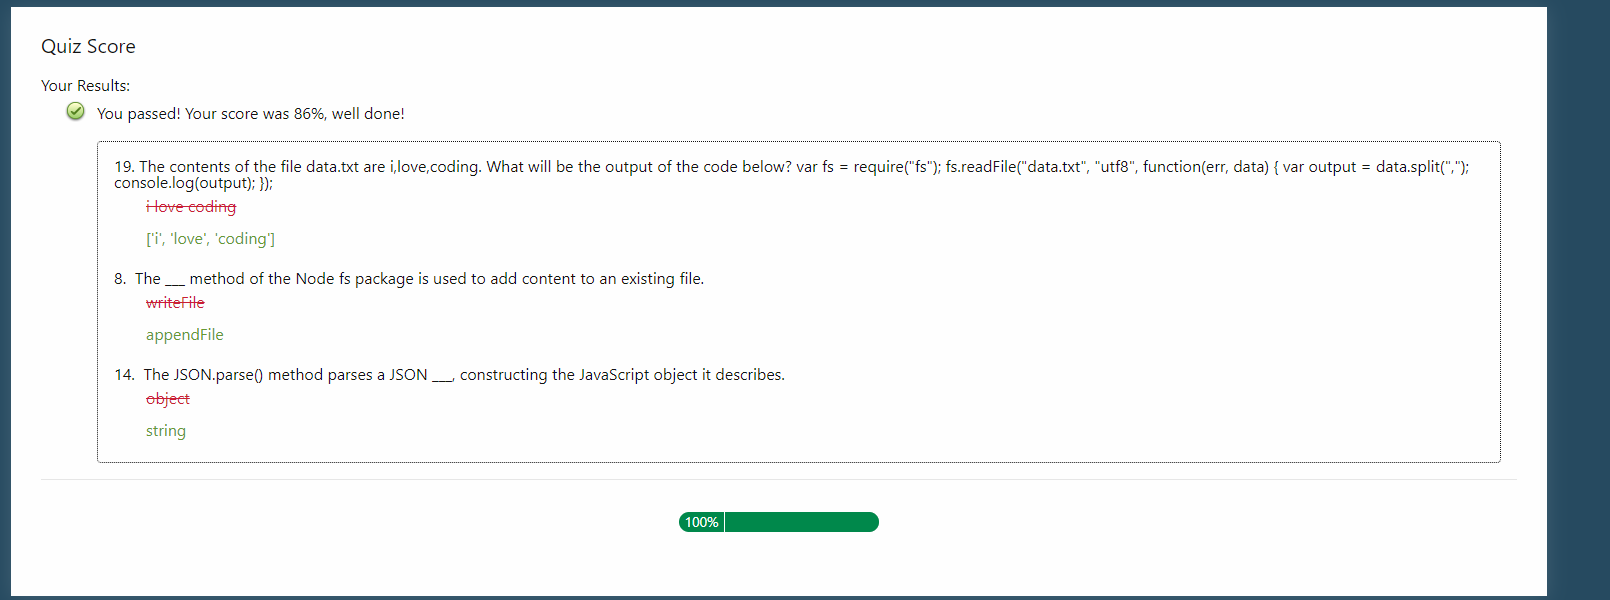 Quiz Score
Your Results:
You passed! Your score was 86%, well done!
19. The contents of the file data.txt are i,love,coding. What will be the output of the code below? var fs = require("fs"); fs.readFile("data.txt", "utf8", function(err, data) { var output = data.split(",");
console.log(output); });
i love coding
['i', 'love', 'coding']
8. The ___ method of the Node fs package is used to add content to an existing file.
writeFile
appendFile
14. The JSON.parse() method parses a JSON ___, constructing the JavaScript object it describes.
object
string
100%